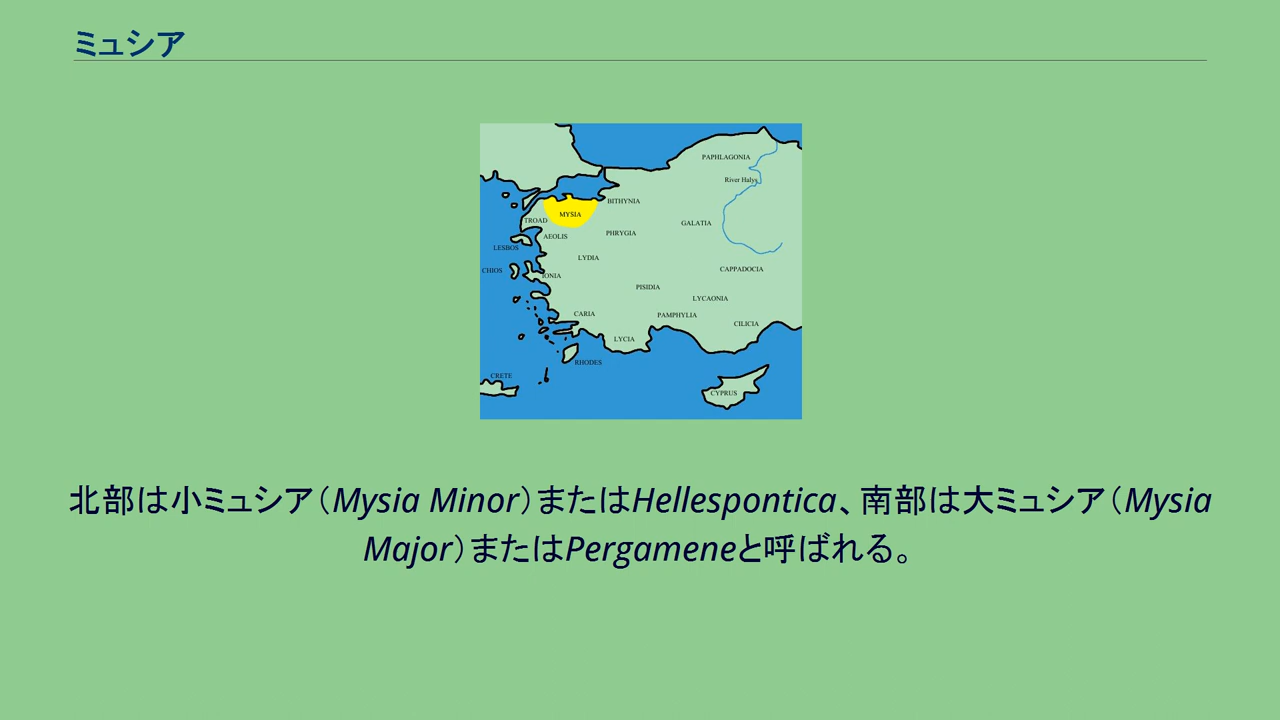 ミュシア
PAPHLAGONIA
River Halys
BITHYNIA
MYSIA
TROAD
GALATIA
AEOLIS
PHRYGIA
LESBOS
LYDIA
CHIOS
IONIA
CAPPADOCIA
PISIDIA
LYCAONIA
CARIA
PAMPHYLIA
CILICIA
LYCIA
RHODES
CRETE
CYPRUS
北部は小ミュシア（Mysia Minor）またはHellespontica、南部は大ミュシア（Mysia
Major）またはPergameneと呼ばれる。